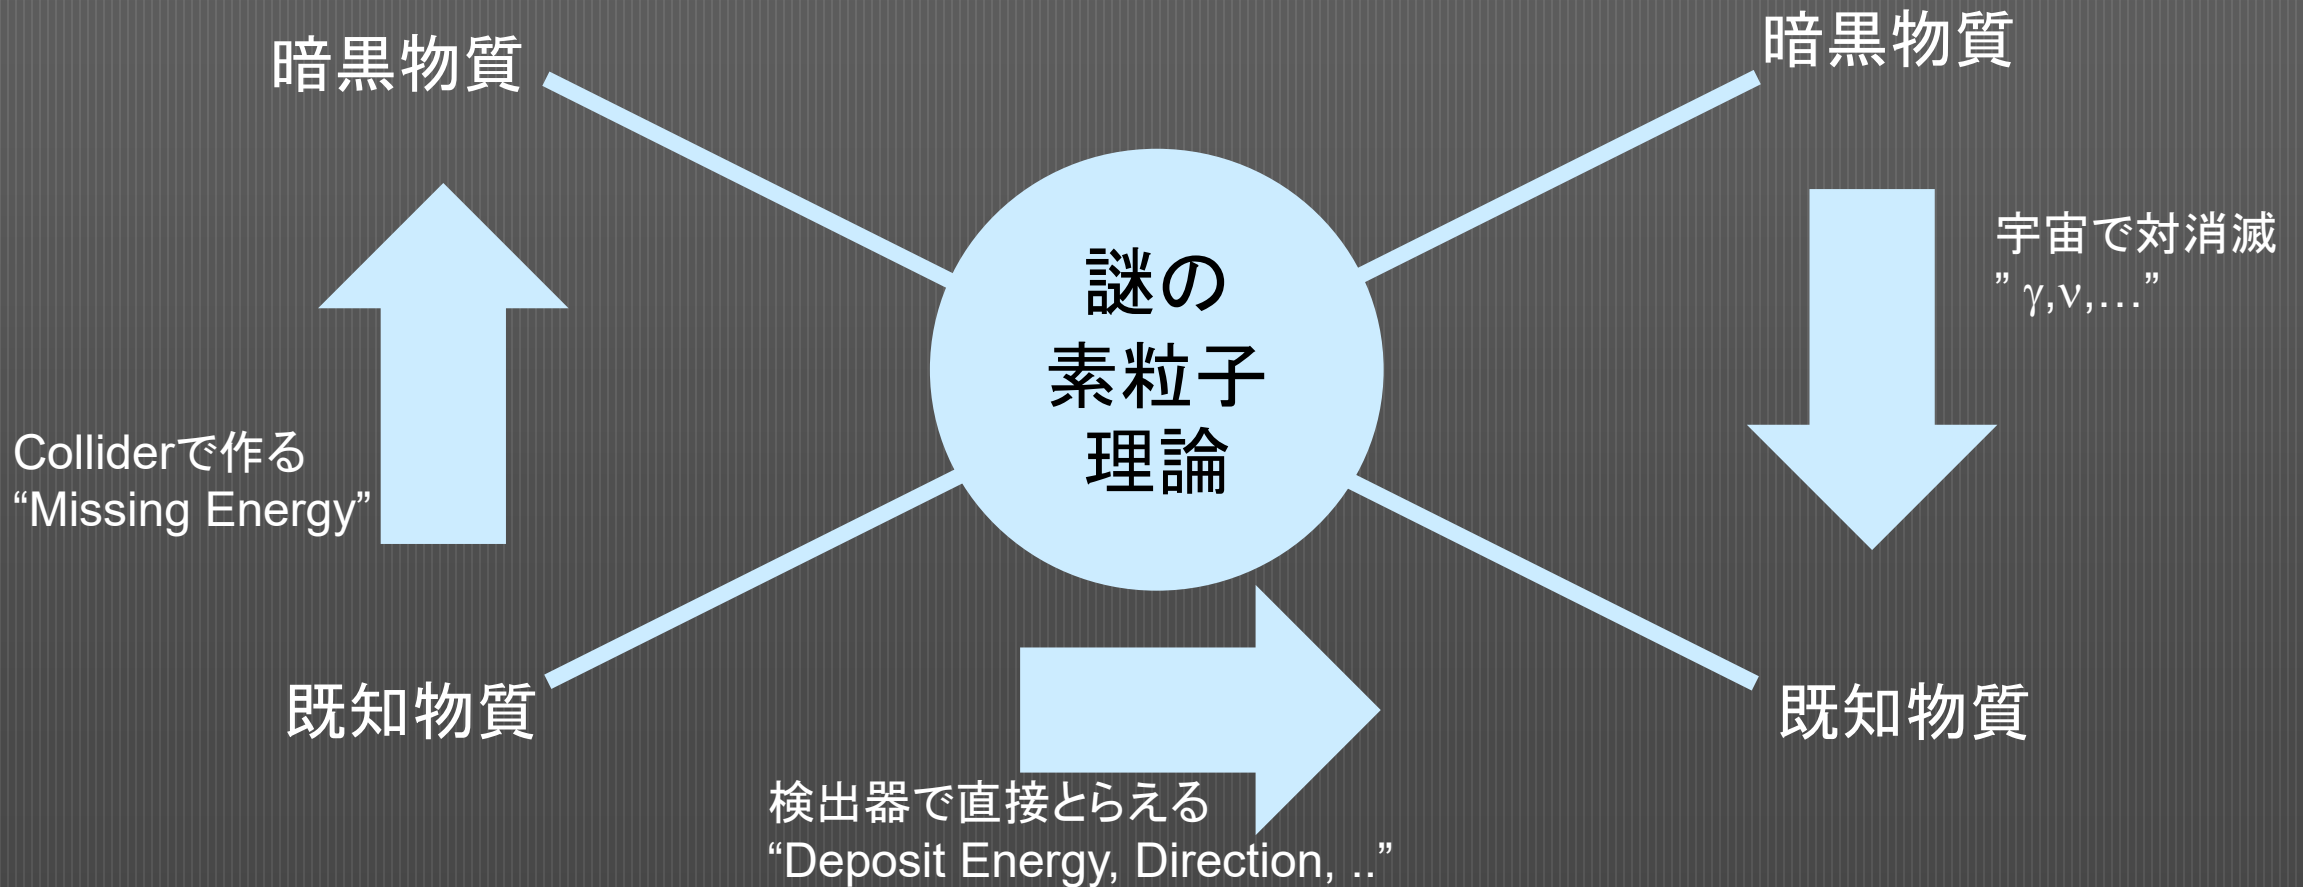 暗黒物質
暗黒物質
謎の
素粒子
理論
宇宙で対消滅
” γ,ν,…”
Colliderで作る
“Missing Energy”
既知物質
既知物質
検出器で直接とらえる
“Deposit Energy, Direction, ..”